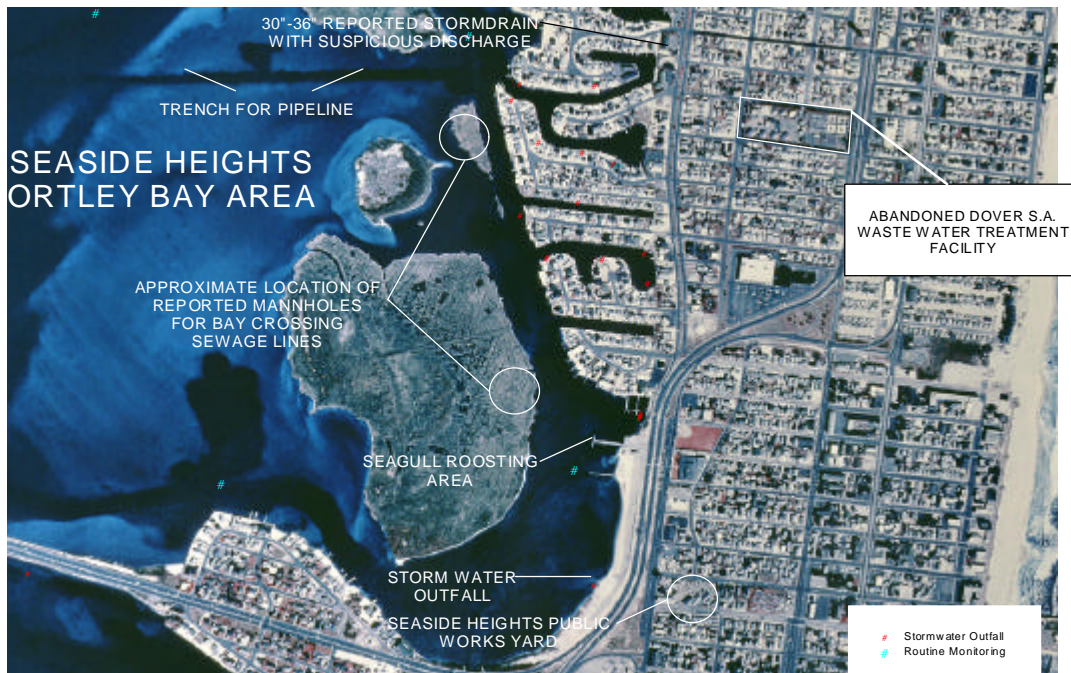 30"-36" REPORTED STORMDRAIN
WITH SUSPICIOUS DISCHARGE
TRENCH FOR PIPELINE
SEASIDE HEIGHTS
ORTLEY BAY AREA
ABANDONED DOVER S.A.
WASTE WATER TREATMENT
FACILITY
APPROXIMATE LOCATION OF
REPORTED MANNHOLES
FOR BAY CROSSING
SEWAGE LINES
SEAGULL ROOSTING
AREA
STORM WATER
OUTFALL
SEASIDE HEIGHTS PUBLIC
WORKS YARD
# Stormwater Outfall
# Routine Monitoring